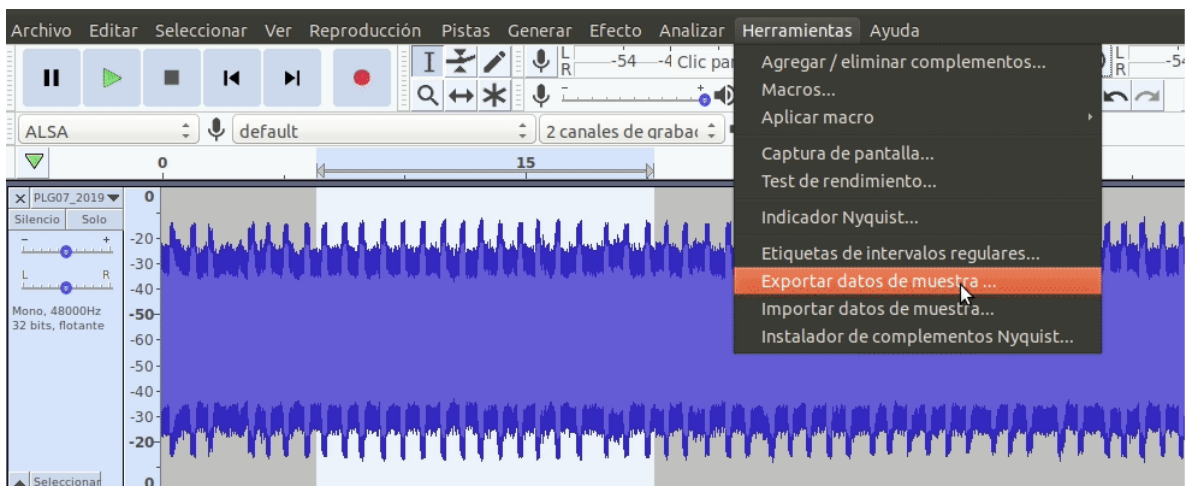 Archivo Editar Seleccionar Ver Reproducción Pistas Generar Efecto Analizar Herramientas Ayuda
L
R
-54 -4 Clic par
L
R
-54
ALSA
default
2 canales de grabac
0
15
Agregar / eliminar complementos...
Macros...
Aplicar macro
Captura de pantalla...
Test de rendimiento...
Indicador Nyquist...
Etiquetas de intervalos regulares...
Exportar datos de muestra ...
Importar datos de muestra...
Instalador de complementos Nyquist...
X PLG07_2019
Silencio Solo
- +
L R
Mono, 48000Hz
32 bits, flotante
Seleccionar
0
-20
-30
-40
-50
-60
-50
-40
-30
-20
0